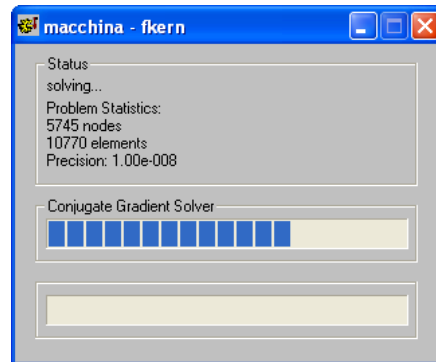 macchina - fkern
Status
solving...
Problem Statistics:
5745 nodes
10770 elements
Precision: 1.00e-008
Conjugate Gradient Solver